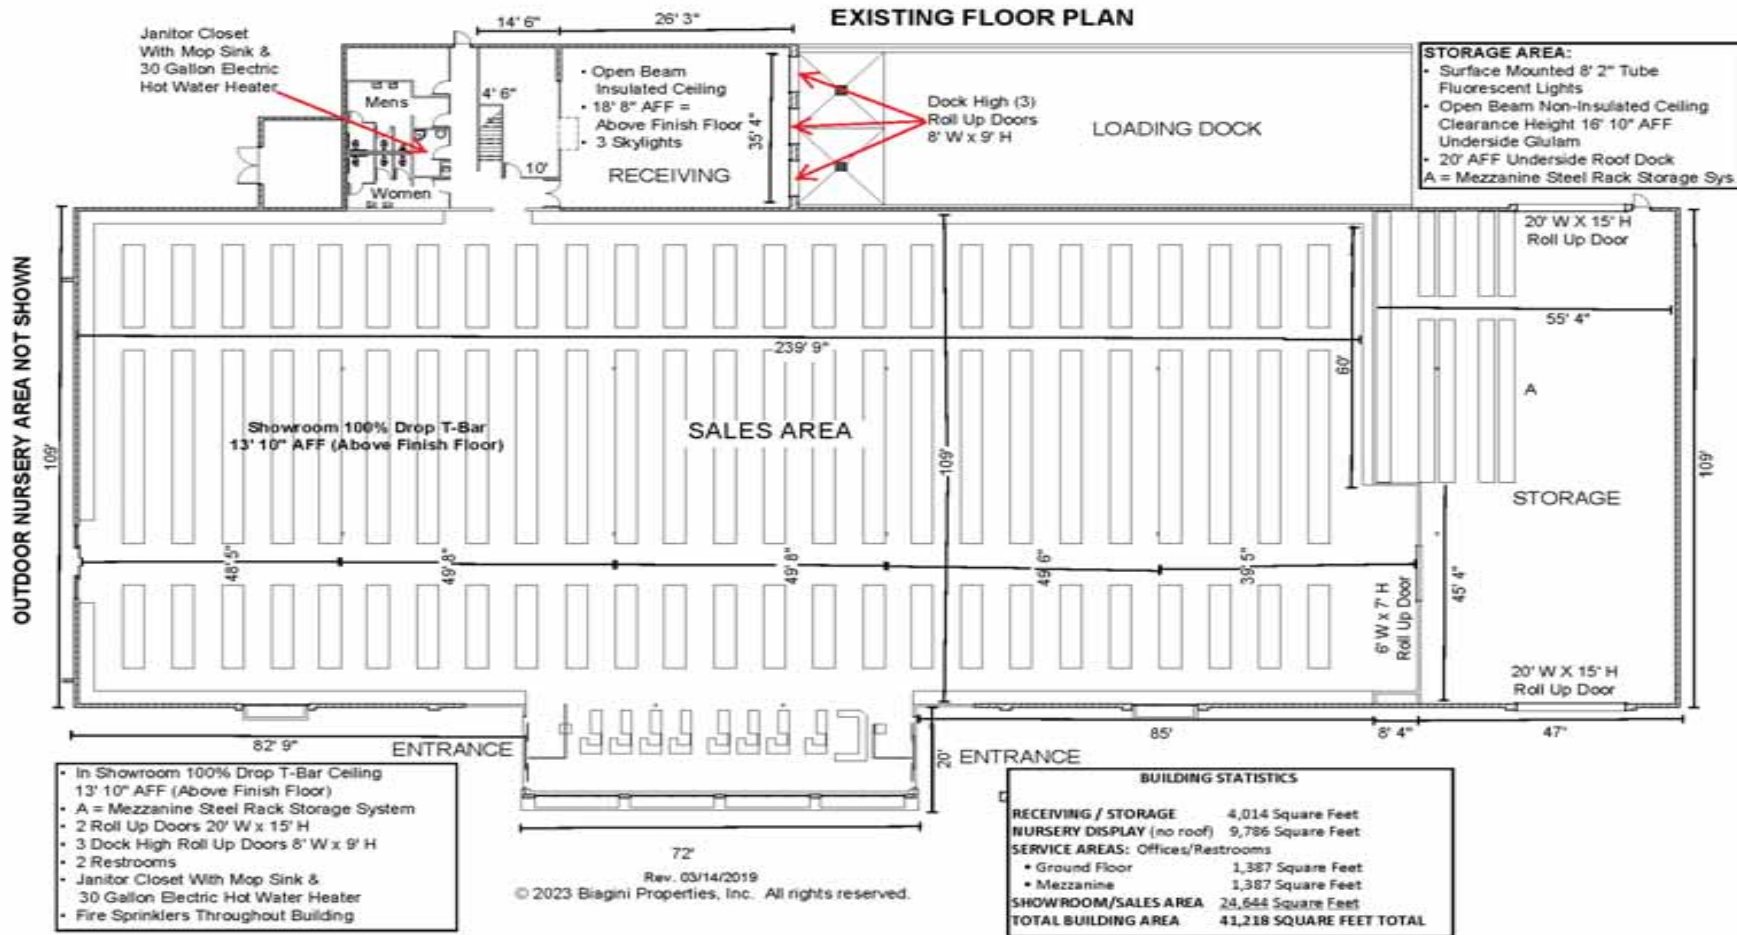 EXISTING FLOOR PLAN
14' 6"
26' 3"
Janitor Closet
With Mop Sink &
30 Gallon Electric
Hot Water Heater
Mens
Women
4' 6"
10'
• Open Beam
Insulated Ceiling
• 18' 8" AFF =
Above Finish Floor
• 3 Skylights
35' 4"
RECEIVING
Dock High (3)
Roll Up Doors
8' W x 9' H
LOADING DOCK
STORAGE AREA:
• Surface Mounted 8' 2" Tube
Fluorescent Lights
• Open Beam Non-Insulated Ceiling
Clearance Height 16' 10" AFF
Underside Glulam
• 20' AFF Underside Roof Dock
A = Mezzanine Steel Rack Storage Sys
20' W X 15' H
Roll Up Door
55' 4"
OUTDOOR NURSERY AREA NOT SHOWN
109'
239' 9"
60'
A
Showroom 100% Drop T-Bar
13' 10" AFF (Above Finish Floor)
SALES AREA
109'
109'
STORAGE
48' 5"
49' 8"
49' 8"
49' 6"
39' 5"
6' W x 7' H
Roll Up Door
45' 4"
20' W X 15' H
Roll Up Door
82' 9"
ENTRANCE
20'
ENTRANCE
85'
8' 4"
47'
72'
• In Showroom 100% Drop T-Bar Ceiling
13' 10" AFF (Above Finish Floor)
• A = Mezzanine Steel Rack Storage System
• 2 Roll Up Doors 20' W x 15' H
• 3 Dock High Roll Up Doors 8' W x 9' H
• 2 Restrooms
• Janitor Closet With Mop Sink &
30 Gallon Electric Hot Water Heater
• Fire Sprinklers Throughout Building
Rev. 03/14/2019
© 2023 Biagini Properties, Inc. All rights reserved.
BUILDING STATISTICS
RECEIVING / STORAGE 4,014 Square Feet
NURSERY DISPLAY (no roof) 9,786 Square Feet
SERVICE AREAS: Offices/Restrooms
• Ground Floor 1,387 Square Feet
• Mezzanine 1,387 Square Feet
SHOWROOM/SALES AREA 24,644 Square Feet
TOTAL BUILDING AREA 41,218 SQUARE FEET TOTAL